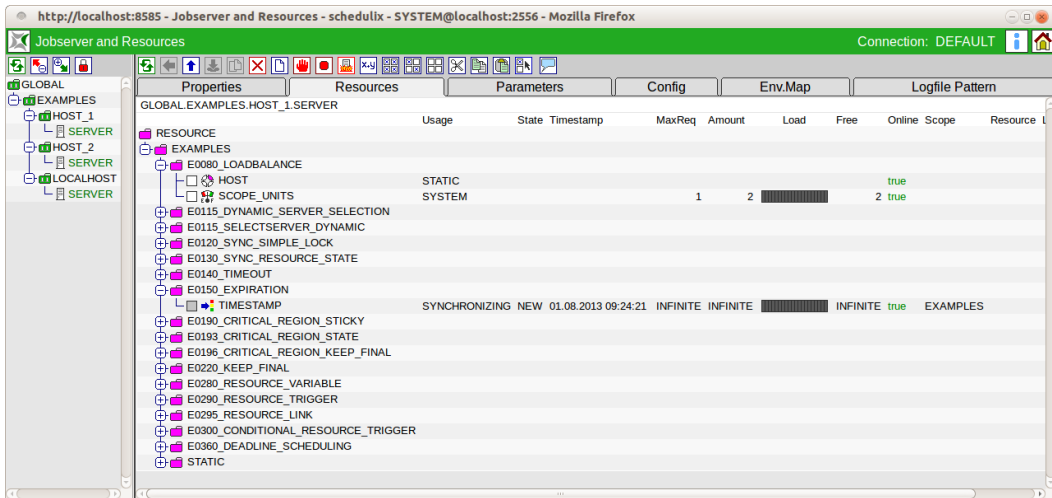 http://localhost:8585 - Jobserver and Resources - schedulix - SYSTEM@localhost:2556 - Mozilla Firefox
Jobserver and Resources Connection: DEFAULT
GLOBAL
EXAMPLES
HOST_1
SERVER
HOST_2
SERVER
LOCALHOST
SERVER
x.y
Properties Resources Parameters Config Env.Map Logfile Pattern
GLOBAL.EXAMPLES.HOST_1.SERVER
Usage State Timestamp MaxReq Amount Load Free Online Scope Resource L
RESOURCE
EXAMPLES
E0080_LOADBALANCE
HOST STATIC true
SCOPE_UNITS SYSTEM 1 2 2 true
E0115_DYNAMIC_SERVER_SELECTION
E0115_SELECTSERVER_DYNAMIC
E0120_SYNC_SIMPLE_LOCK
E0130_SYNC_RESOURCE_STATE
E0140_TIMEOUT
E0150_EXPIRATION
TIMESTAMP SYNCHRONIZING NEW 01.08.2013 09:24:21 INFINITE INFINITE INFINITE true EXAMPLES
E0190_CRITICAL_REGION_STICKY
E0193_CRITICAL_REGION_STATE
E0196_CRITICAL_REGION_KEEP_FINAL
E0220_KEEP_FINAL
E0280_RESOURCE_VARIABLE
E0290_RESOURCE_TRIGGER
E0295_RESOURCE_LINK
E0300_CONDITIONAL_RESOURCE_TRIGGER
E0360_DEADLINE_SCHEDULING
STATIC